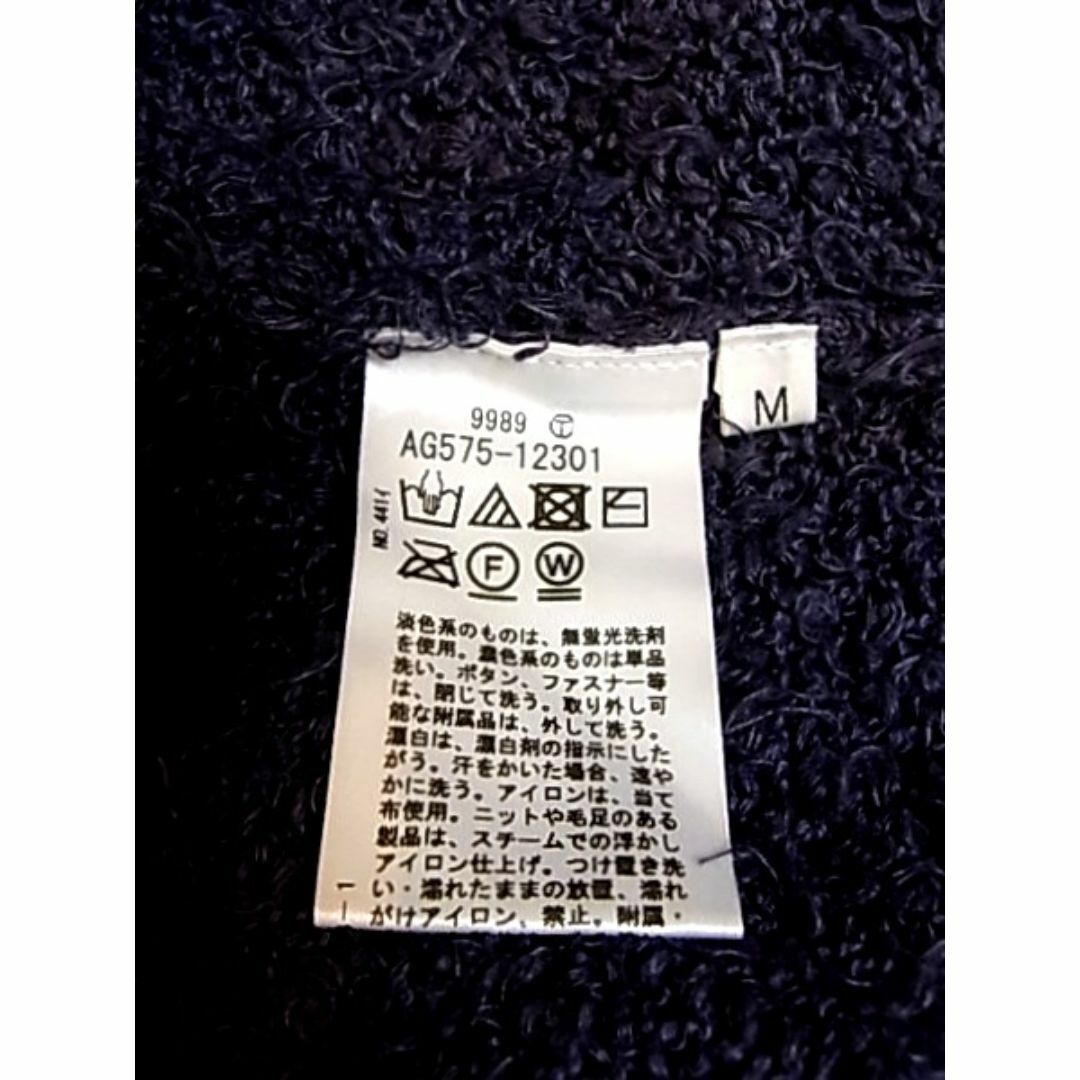 9989 Ⓣ
AG575-12301
M
NO. 4414
F
W
淡色系のものは、無蛍光洗剤
を使用。濃色系のものは単品
洗い。ボタン、ファスナー等
は、閉じて洗う。取り外し可
能な附属品は、外して洗う。
漂白は、漂白剤の指示にした
がう。汗をかいた場合、速や
かに洗う。アイロンは、当て
布使用。ニットや毛足のある
製品は、スチームでの浮かし
アイロン仕上げ。つけ置き洗
い・濡れたままの放置、濡れ
がけアイロン、禁止。附属・
1